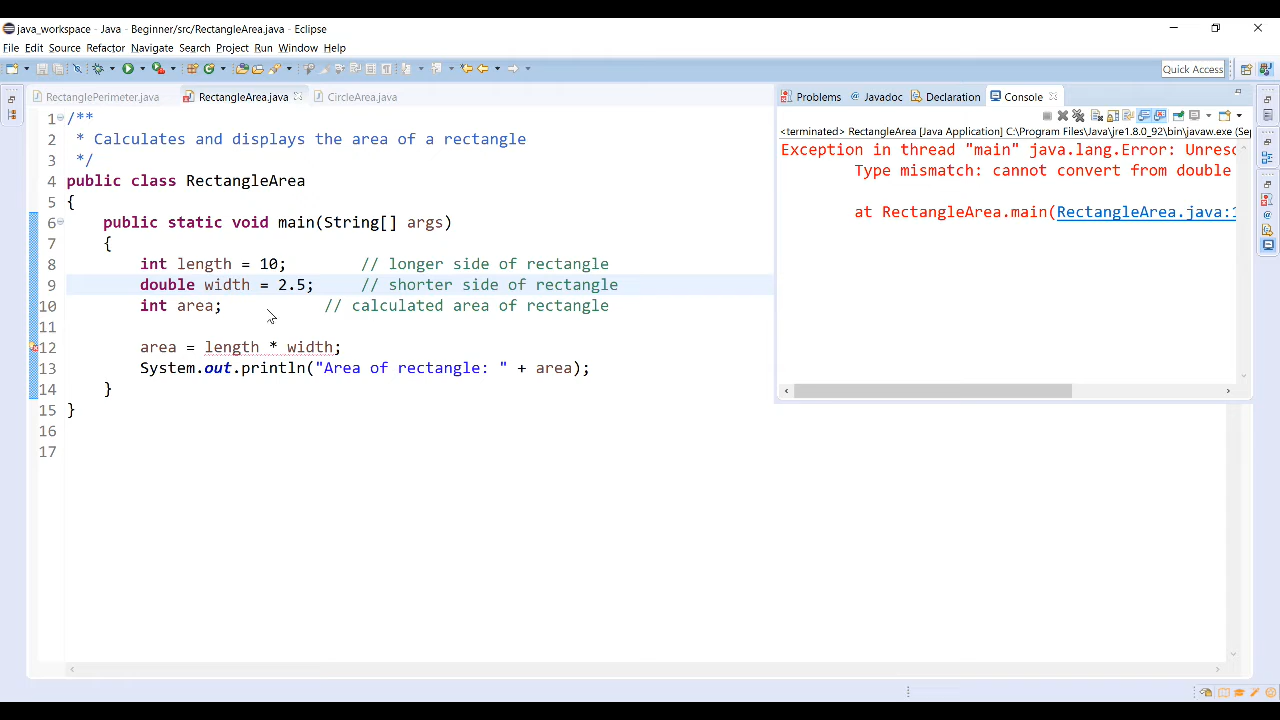 java_workspace - Java - Beginner/src/RectangleArea.java - Eclipse
File Edit Source Refactor Navigate Search Project Run Window Help
Quick Access
RectanglePerimeter.java RectangleArea.java CircleArea.java
Problems @ Javadoc Declaration Console
1 /**
2 * Calculates and displays the area of a rectangle
3 */
4 public class RectangleArea
5 {
6 public static void main(String[] args)
7 {
8 int length = 10; // longer side of rectangle
9 double width = 2.5; // shorter side of rectangle
10 int area; // calculated area of rectangle
11
12 area = length * width;
13 System.out.println("Area of rectangle: " + area);
14 }
15 }
16
17
<terminated> RectangleArea [Java Application] C:\Program Files\Java\jre1.8.0_92\bin\javaw.exe (Sep
Exception in thread "main" java.lang.Error: Unreso
Type mismatch: cannot convert from double
at RectangleArea.main(RectangleArea.java:1